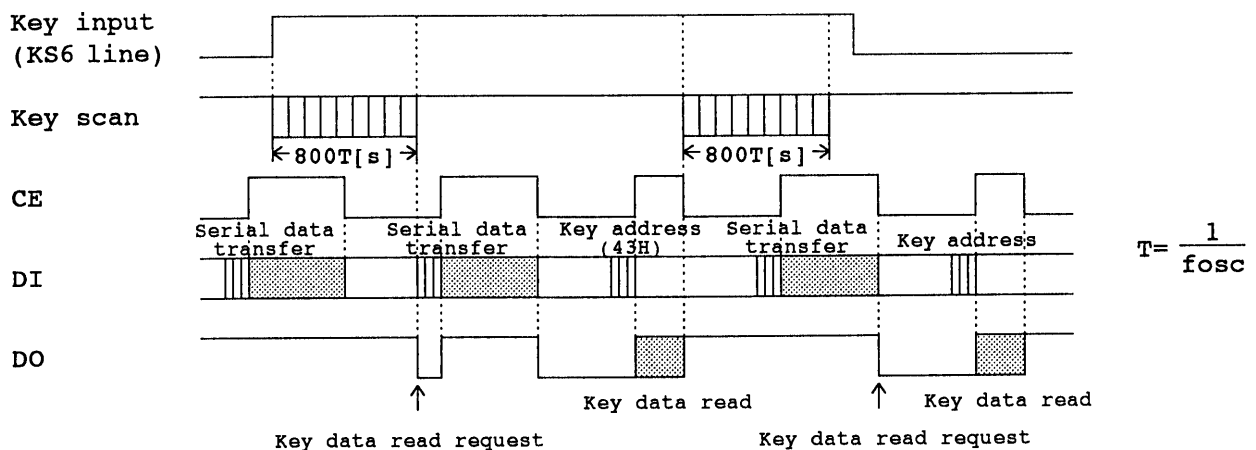 Key input
(KS6 line)
Key scan
800T[s]
800T[s]
CE
Serial data
transfer
Serial data
transfer
Key address
(43H)
Serial data
transfer
Key address
DI
T= 1
fosc
DO
Key data read
Key data read
Key data read request
Key data read request